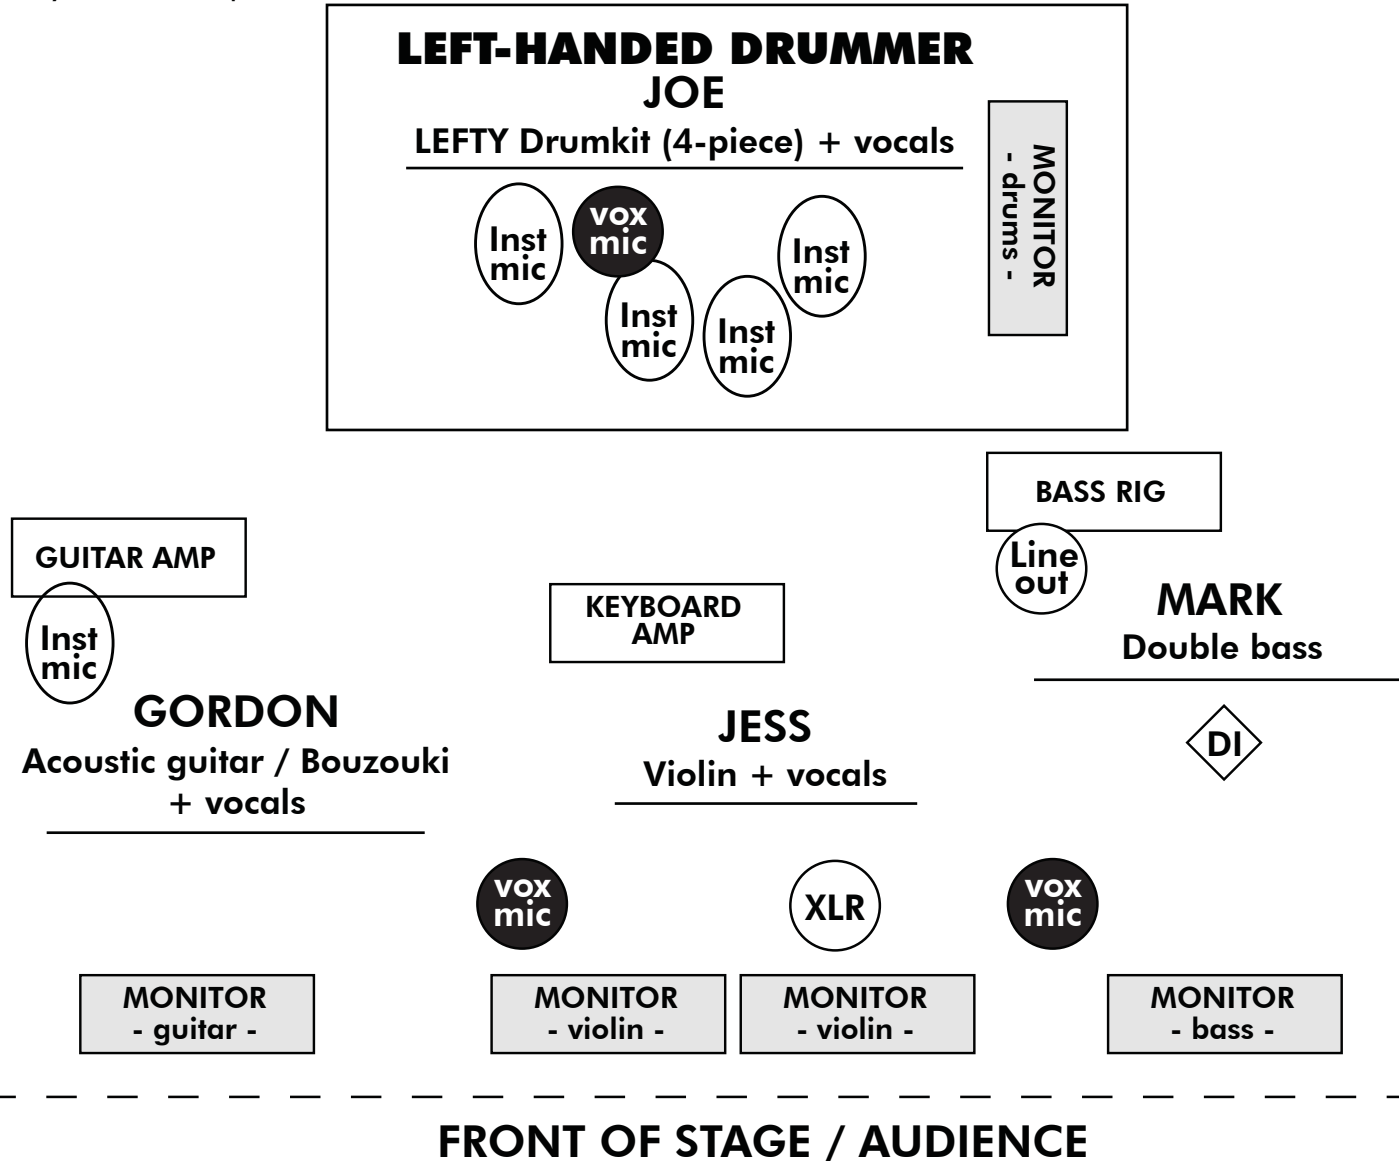 LEFT-HANDED DRUMMER
JOE
LEFTY Drumkit (4-piece) + vocals
Inst
mic
vox
mic
Inst
mic
Inst
mic
Inst
mic
MONITOR
- drums -
BASS RIG
Line
out
GUITAR AMP
Inst
mic
KEYBOARD
AMP
MARK
Double bass
DI
GORDON
Acoustic guitar / Bouzouki
+ vocals
JESS
Violin + vocals
vox
mic
XLR
vox
mic
MONITOR
- guitar -
MONITOR
- violin -
MONITOR
- violin -
MONITOR
- bass -
FRONT OF STAGE / AUDIENCE